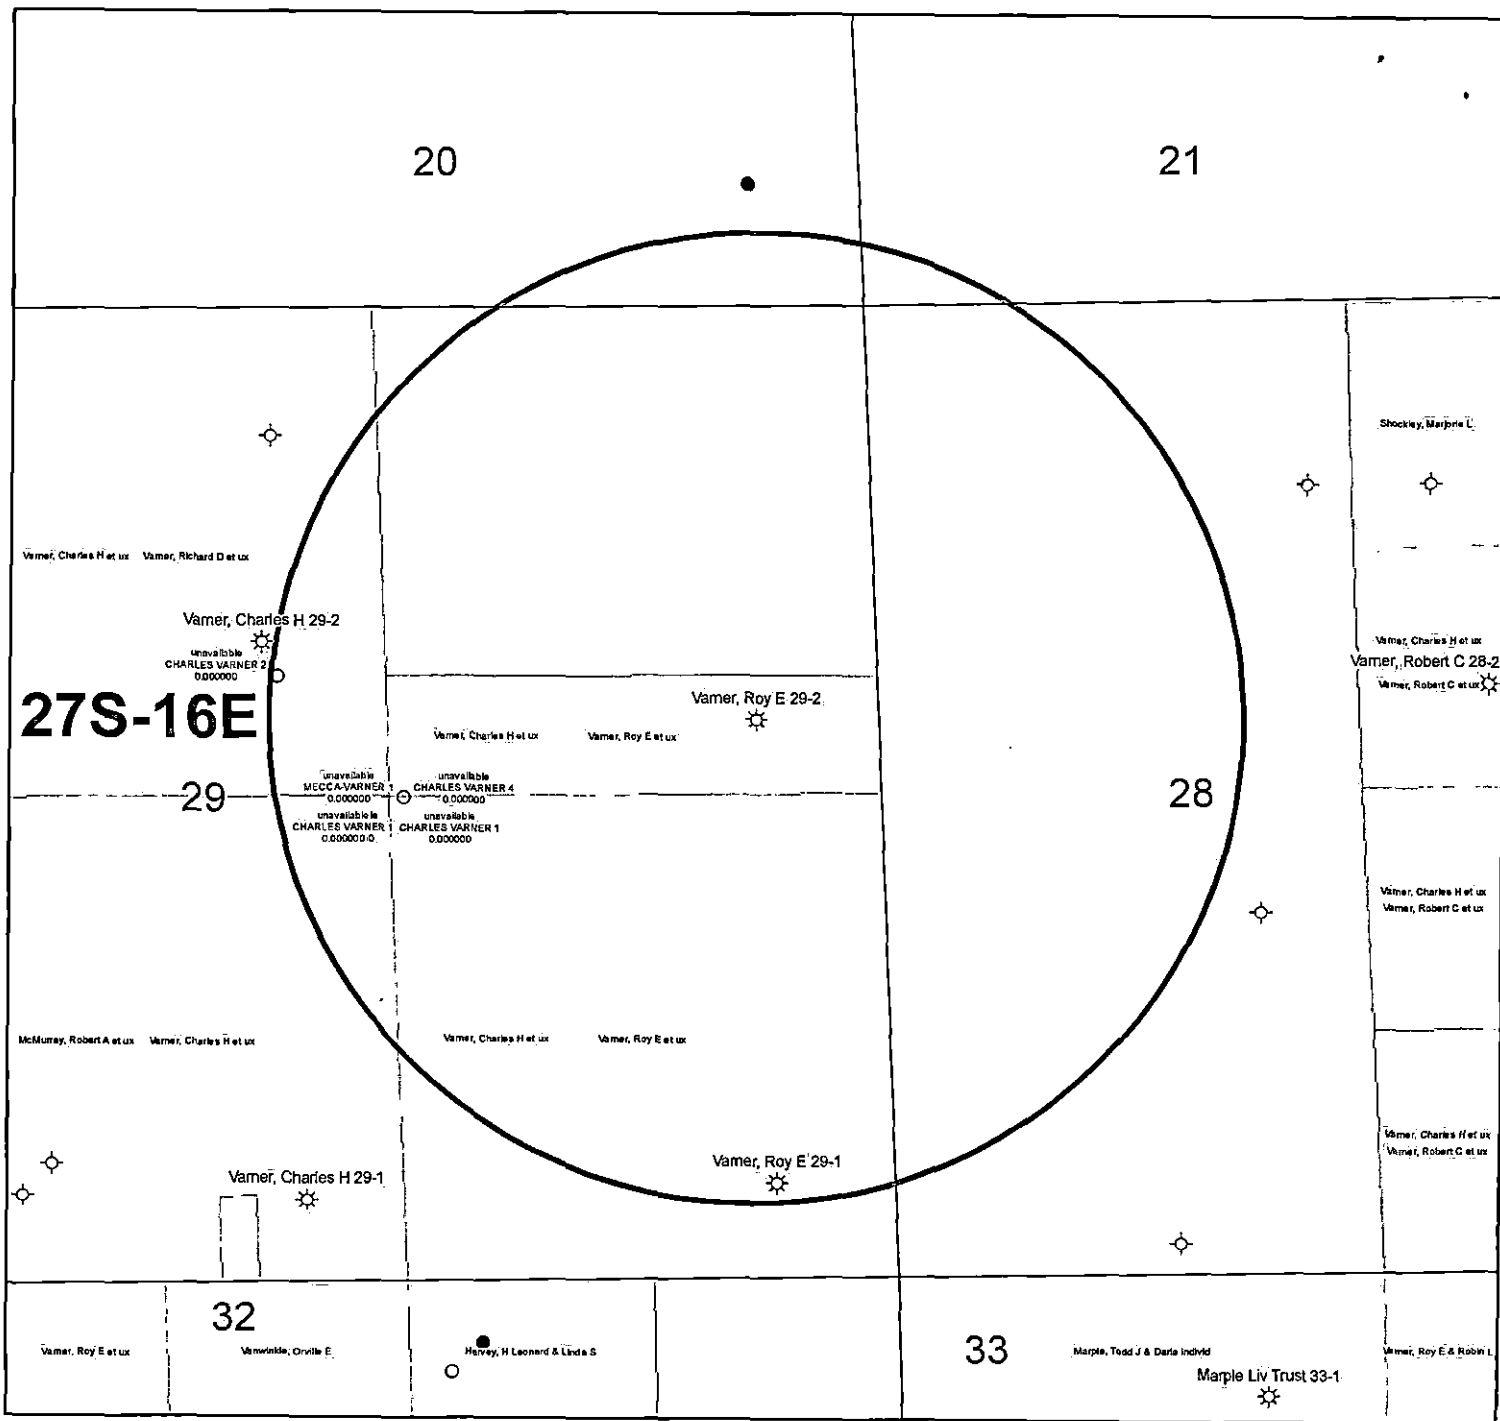 20
21
Shockley, Marjorie L
Varner, Charles H et ux   Varner, Richard D et ux
Varner, Charles H 29-2
unavailable
CHARLES VARNER 2
0.000000
Varner, Charles H et ux
Varner, Robert C 28-2
Varner, Robert C et ux
27S-16E
Varner, Roy E 29-2
Varner, Charles H et ux   Varner, Roy E et ux
29
unavailable
MECCA-VARNER 1
0.000000
unavailable
CHARLES VARNER 4
0.000000
28
CHARLES VARNER 1
unavailable
CHARLES VARNER 1
0.000000
Varner, Charles H et ux
Varner, Robert C et ux
McMurray, Robert A et ux   Varner, Charles H et ux
Varner, Charles H et ux   Varner, Roy E et ux
Varner, Charles H et ux
Varner, Robert C et ux
Varner, Charles H 29-1
Varner, Roy E 29-1
32
33
Varner, Roy E et ux
Vanwinkle, Orville E
Harvey, H Leonard & Linda S
Marple, Todd J & Darla Individ
Varner, Roy E & Robin L
Marple Liv Trust 33-1